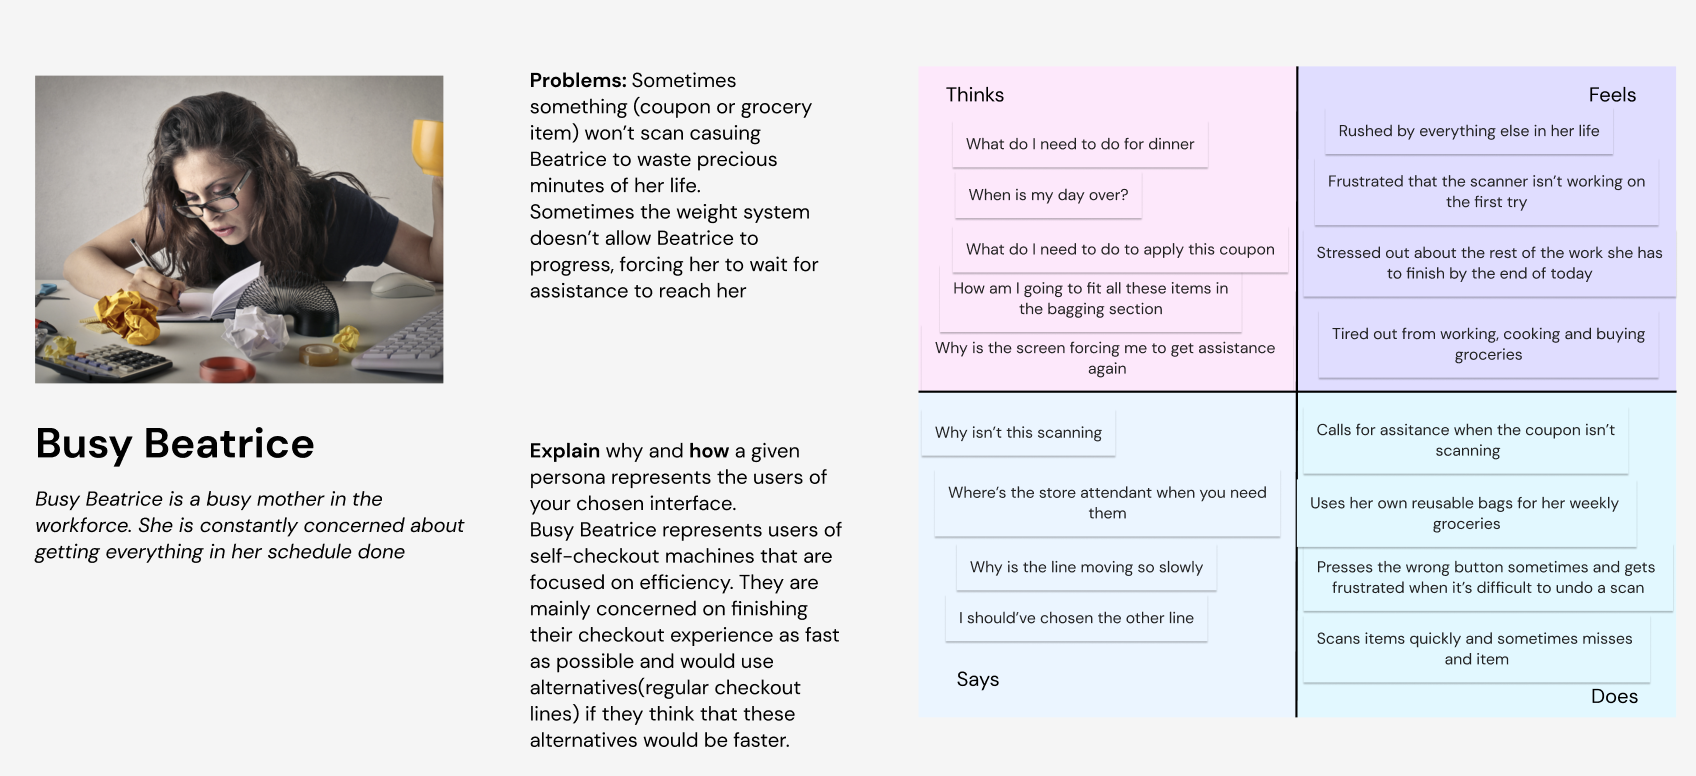 Busy Beatrice
Busy Beatrice is a busy mother in the
workforce. She is constantly concerned about
getting everything in her schedule done
Problems: Sometimes
something (coupon or grocery
item) won't scan casuing
Beatrice to waste precious
minutes of her life.
Sometimes the weight system
doesn't allow Beatrice to
progress, forcing her to wait for
assistance to reach her
Explain why and how a given
persona represents the users of
your chosen interface.
Busy Beatrice represents users of
self-checkout machines that are
focused on efficiency. They are
mainly concerned on finishing
their checkout experience as fast
as possible and would use
alternatives(regular checkout
lines) if they think that these
alternatives would be faster.
Thinks
What do I need to do for dinner
When is my day over?
What do I need to do to apply this coupon
How am I going to fit all these items in
the bagging section
Why is the screen forcing me to get assistance
again
Feels
Rushed by everything else in her life
Frustrated that the scanner isn't working on
the first try
Stressed out about the rest of the work she has
to finish by the end of today
Tired out from working, cooking and buying
groceries
Why isn't this scanning
Where's the store attendant when you need
them
Why is the line moving so slowly
I should've chosen the other line
Says
Calls for assitance when the coupon isn't
scanning
Uses her own reusable bags for her weekly
groceries
Presses the wrong button sometimes and gets
frustrated when it's difficult to undo a scan
Scans items quickly and sometimes misses
and item
Does